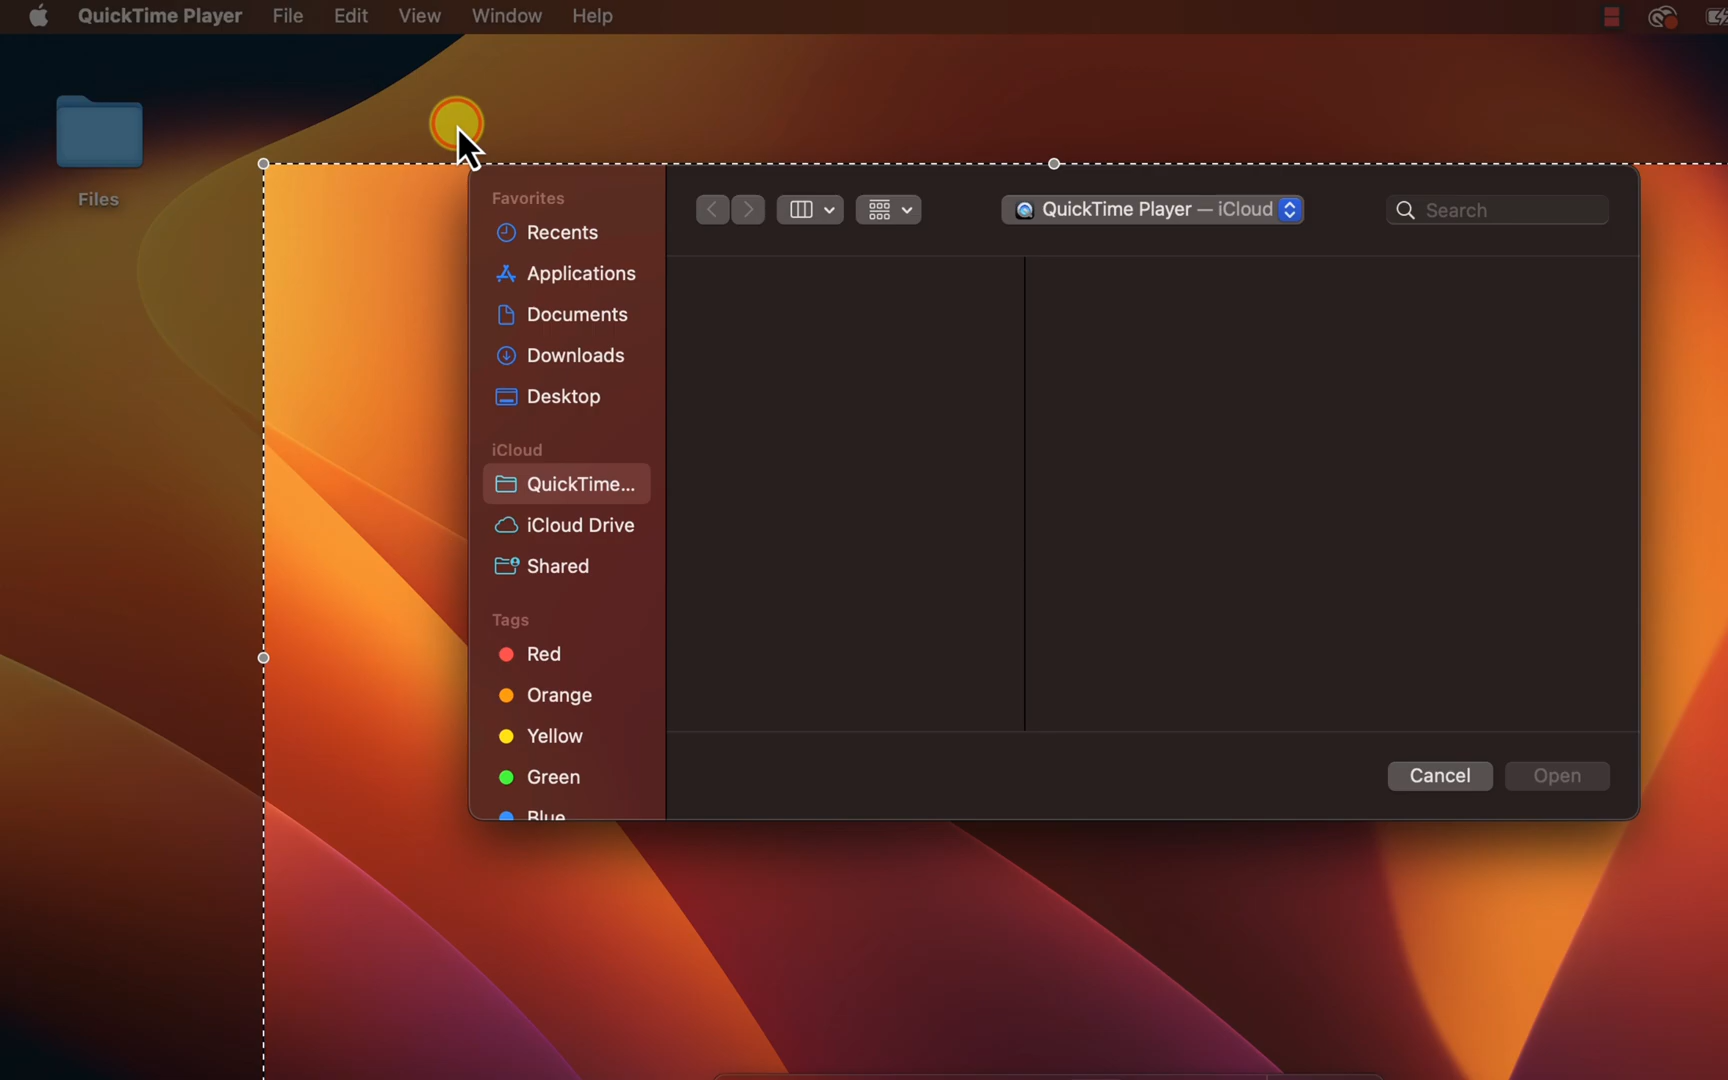 QuickTime Player File Edit View Window Help
Files
Favorites
Recents
Applications
Documents
Downloads
Desktop
iCloud
QuickTime...
iCloud Drive
Shared
Tags
Red
Orange
Yellow
Green
Blue
QuickTime Player — iCloud
Search
Cancel
Open